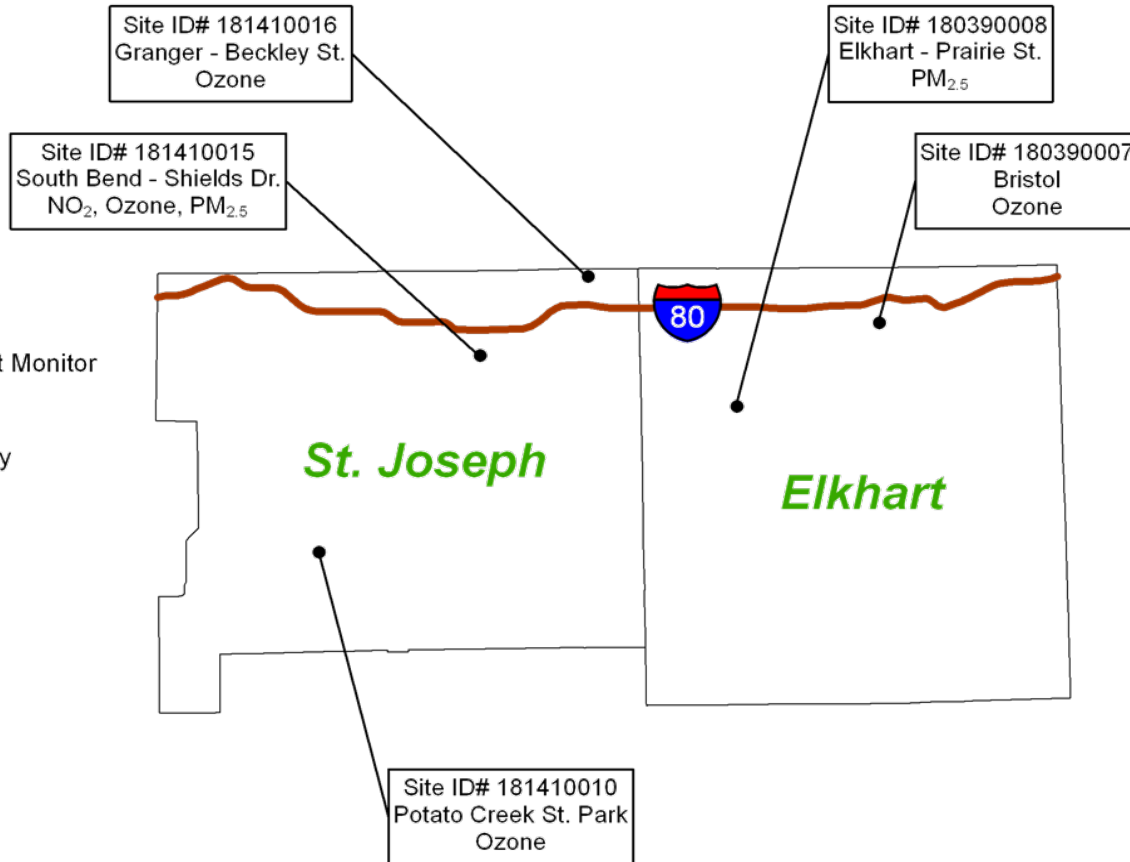 Site ID# 181410016
Granger - Beckley St.
Ozone
Site ID# 180390008
Elkhart - Prairie St.
PM2.5
Site ID# 181410015
South Bend - Shields Dr.
NO2, Ozone, PM2.5
Site ID# 180390007
Bristol
Ozone
80
t Monitor
y
St. Joseph
Elkhart
Site ID# 181410010
Potato Creek St. Park
Ozone